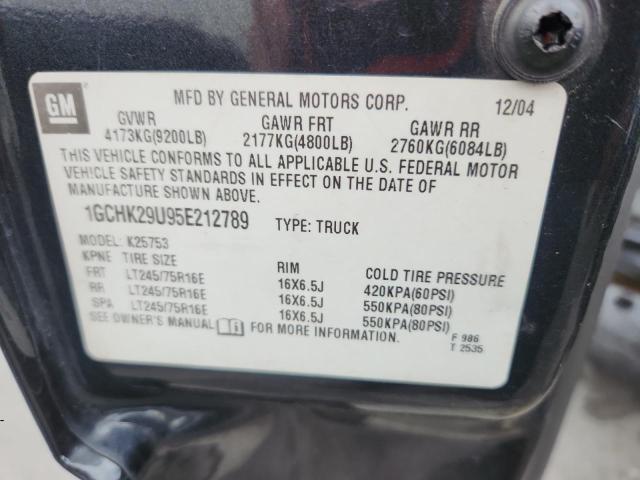 GM
MFD BY GENERAL MOTORS CORP. 12/04
GVWR GAWR FRT GAWR RR
4173KG(9200LB) 2177KG(4800LB) 2760KG(6084LB)
THIS VEHICLE CONFORMS TO ALL APPLICABLE U.S. FEDERAL MOTOR
VEHICLE SAFETY STANDARDS IN EFFECT ON THE DATE OF
MANUFACTURE SHOWN ABOVE.
1GCHK29U95E212789 TYPE: TRUCK
MODEL: K25753
KPNE TIRE SIZE RIM COLD TIRE PRESSURE
FRT LT245/75R16E 16X6.5J 420KPA(60PSI)
RR LT245/75R16E 16X6.5J 550KPA(80PSI)
SPA LT245/75R16E 16X6.5J 550KPA(80PSI)
SEE OWNER'S MANUAL FOR MORE INFORMATION.
F 986
T 2535